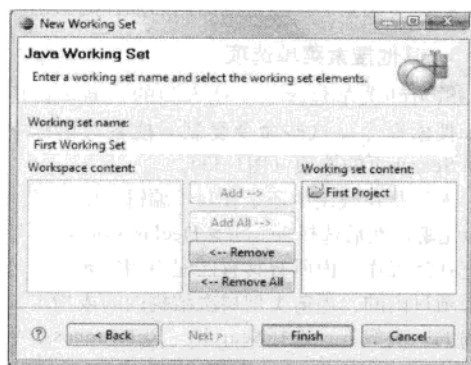 New Working Set
Java Working Set
Enter a working set name and select the working set elements.
Working set name:
First Working Set
Workspace content:
Working set content:
Add -->
First Project
Add All -->
<-- Remove
<-- Remove All
?
< Back
Next >
Finish
Cancel